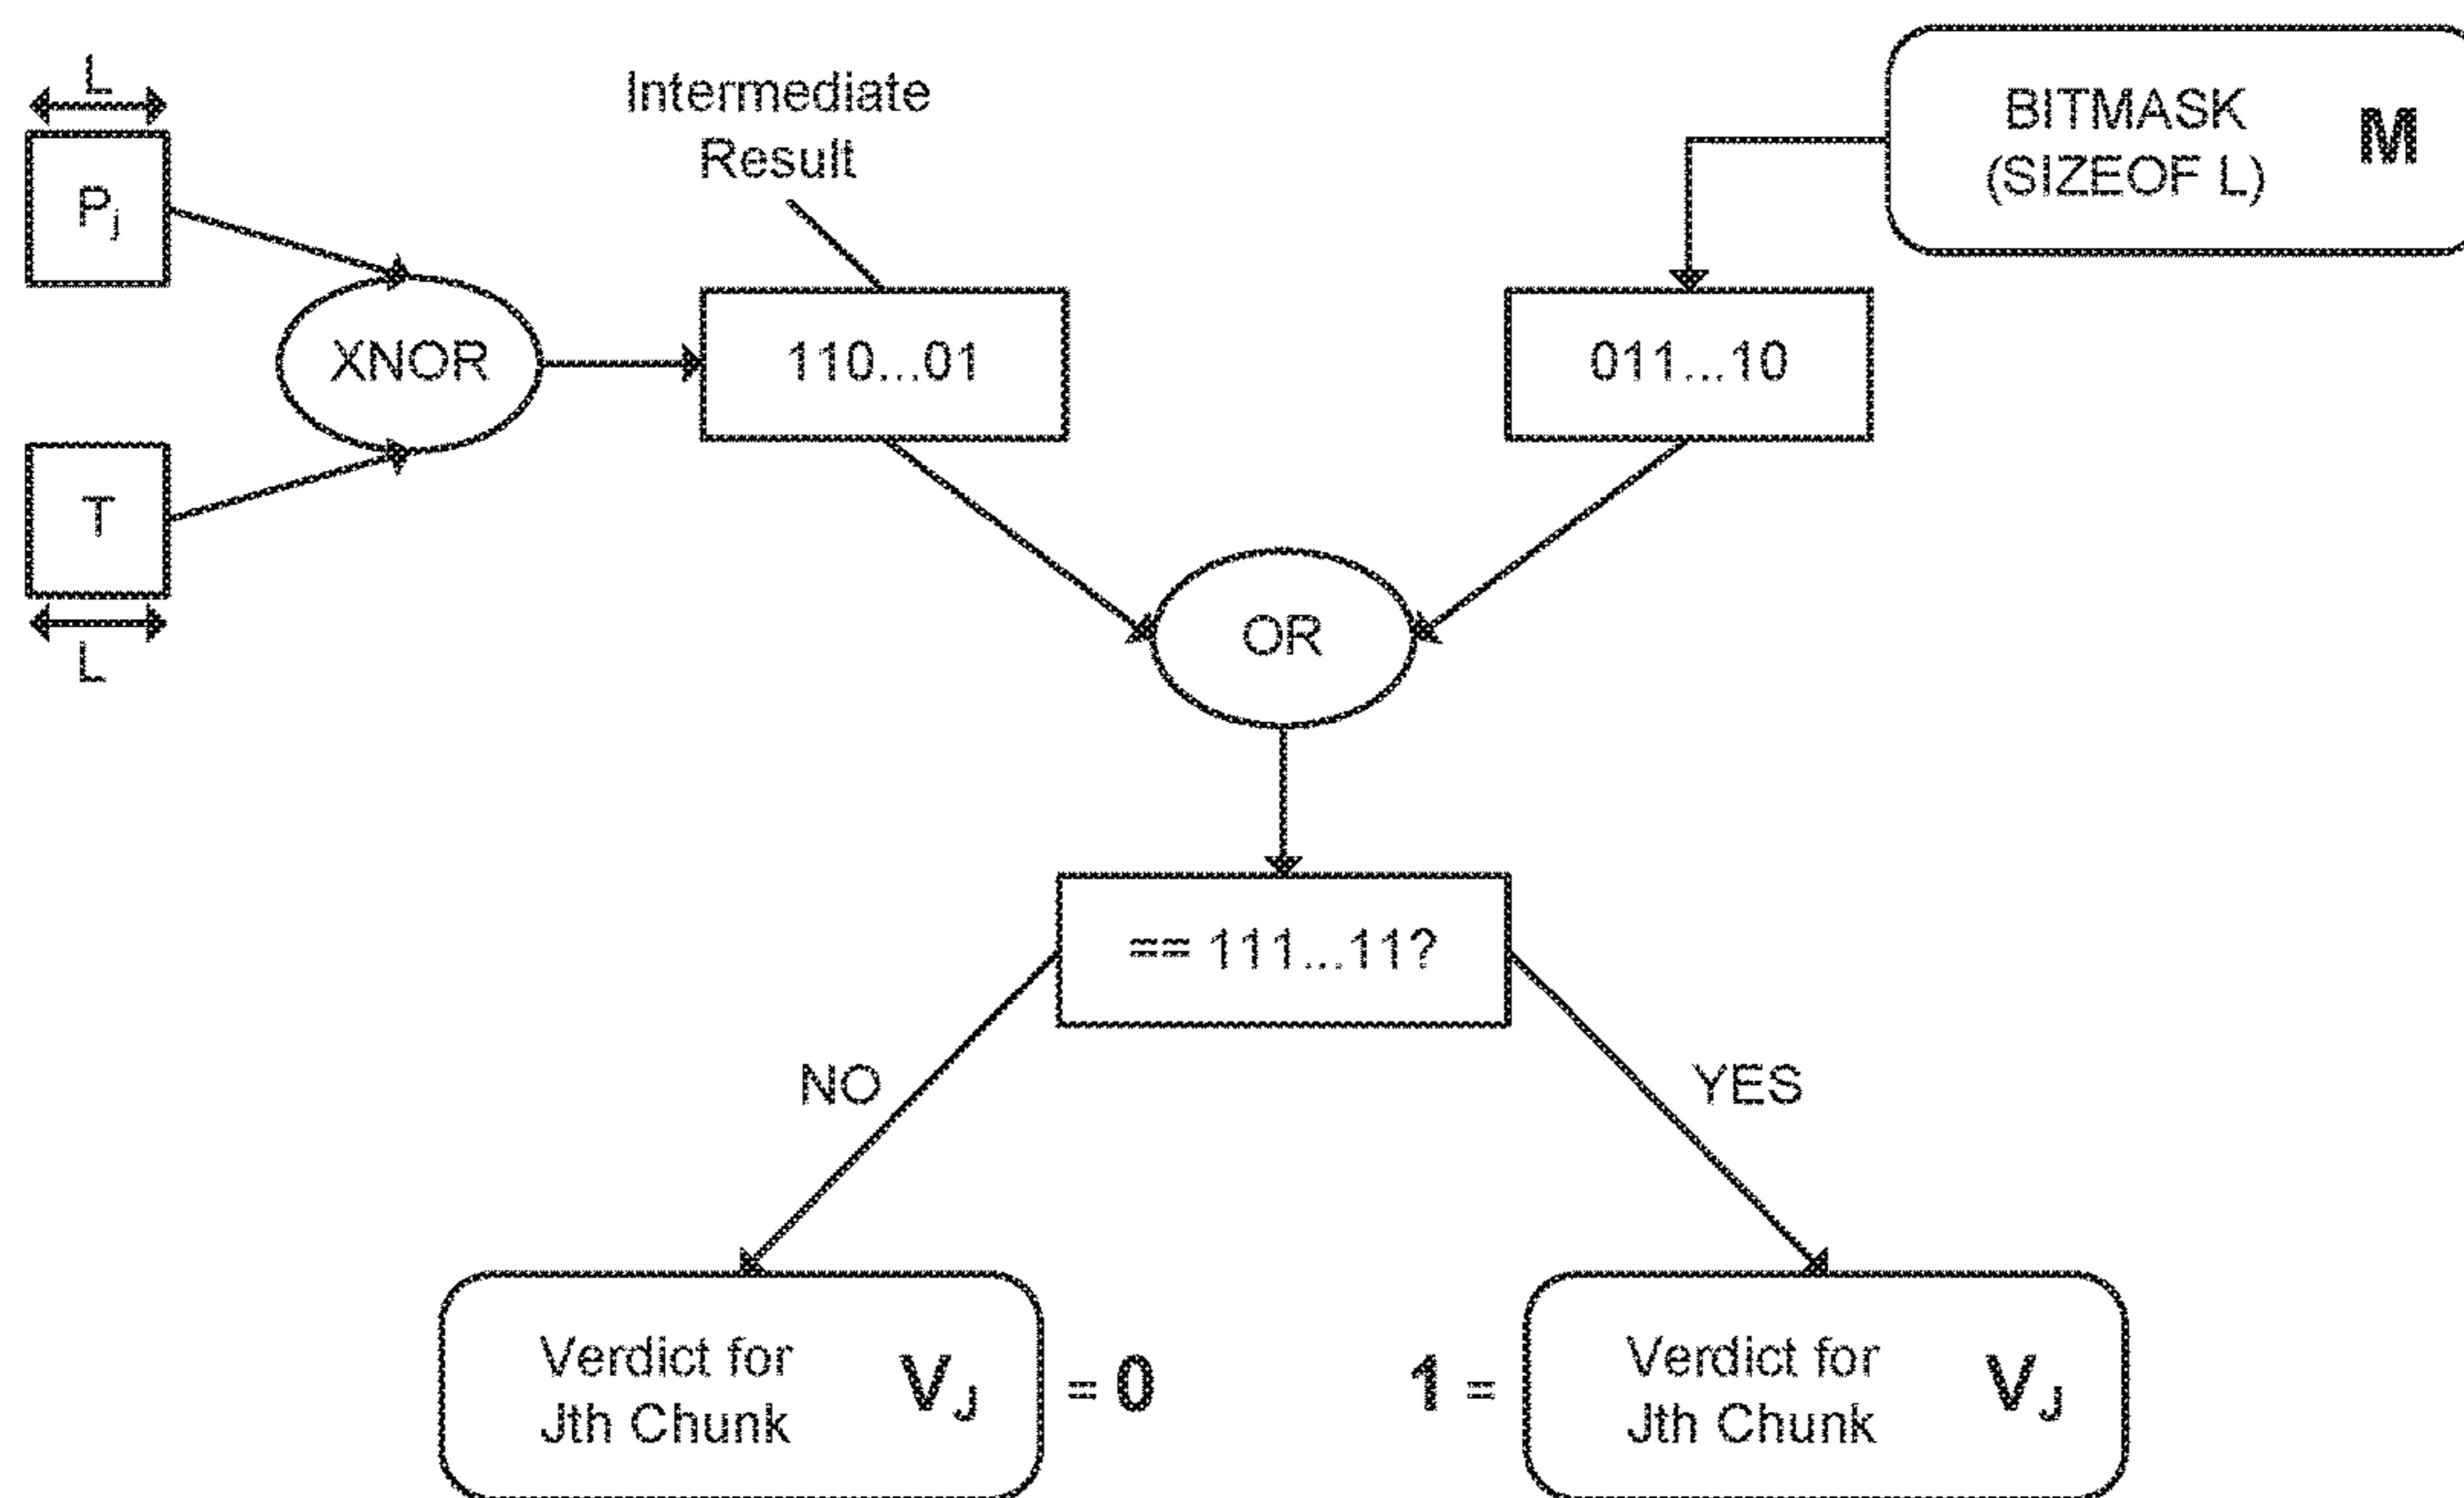 L
Pj
T
L
XNOR
Intermediate
Result
110...01
BITMASK
(SIZEOF L)
M
011...10
OR
== 111...11?
NO
YES
Verdict for
Jth Chunk
VJ
= 0
1 =
Verdict for
Jth Chunk
VJ